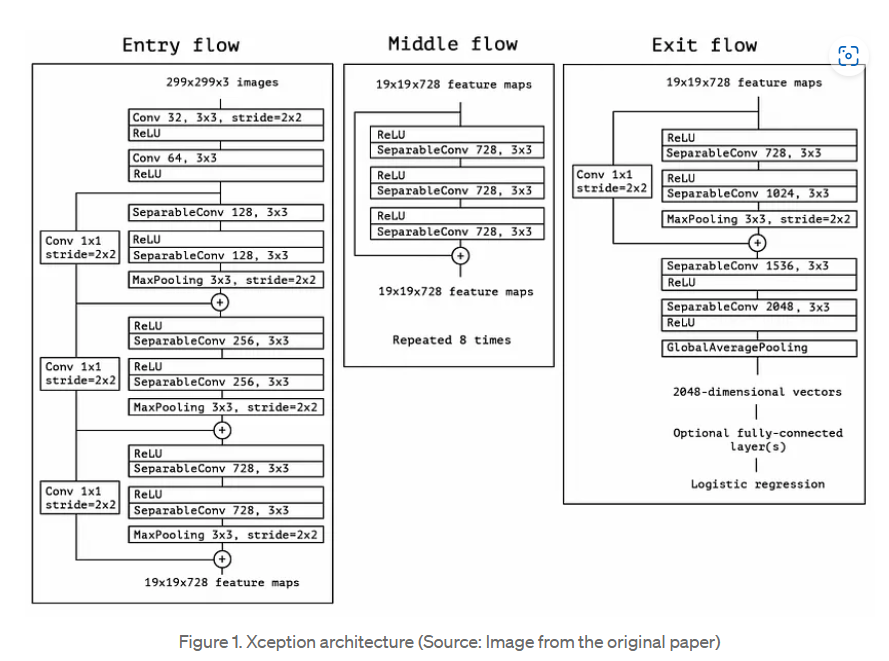 Entry flow
299x299x3 images
Conv 32, 3x3, stride=2x2
ReLU
Conv 64, 3x3
ReLU
SeparableConv 128, 3x3
Conv 1x1
stride=2x2
ReLU
SeparableConv 128, 3x3
MaxPooling 3x3, stride=2x2
+
ReLU
SeparableConv 256, 3x3
Conv 1x1
stride=2x2
ReLU
SeparableConv 256, 3x3
MaxPooling 3x3, stride=2x2
+
ReLU
SeparableConv 728, 3x3
Conv 1x1
stride=2x2
ReLU
SeparableConv 728, 3x3
MaxPooling 3x3, stride=2x2
+
19x19x728 feature maps
Middle flow
19x19x728 feature maps
ReLU
SeparableConv 728, 3x3
ReLU
SeparableConv 728, 3x3
ReLU
SeparableConv 728, 3x3
+
19x19x728 feature maps
Repeated 8 times
Exit flow
19x19x728 feature maps
ReLU
SeparableConv 728, 3x3
Conv 1x1
stride=2x2
ReLU
SeparableConv 1024, 3x3
MaxPooling 3x3, stride=2x2
+
SeparableConv 1536, 3x3
ReLU
SeparableConv 2048, 3x3
ReLU
GlobalAveragePooling
2048-dimensional vectors
Optional fully-connected
layer(s)
Logistic regression
Figure 1. Xception architecture (Source: Image from the original paper)